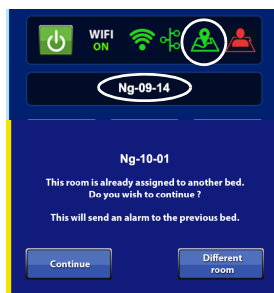 WIFI
ON
Ng-09-14
Ng-10-01
This room is already assigned to another bed.
Do you wish to continue ?
This will send an alarm to the previous bed.
Continue
Different
room